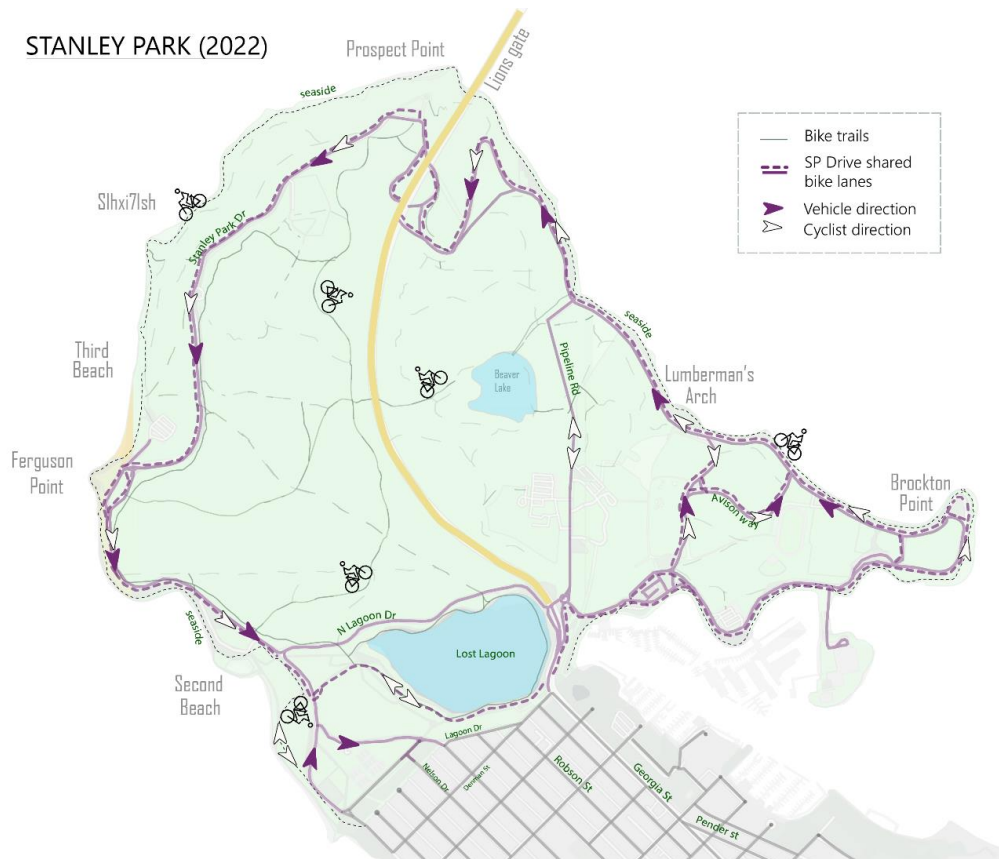 STANLEY PARK (2022)
Prospect Point
Lions gate
seaside
Bike trails
SP Drive shared
bike lanes
Vehicle direction
Cyclist direction
Slhxi7lsh
Stanley Park Dr
seaside
Third
Beach
Pipeline Rd
Beaver
Lake
Lumberman's
Arch
Ferguson
Point
Brockton
Point
Avison way
seaside
N Lagoon Dr
Lost Lagoon
Second
Beach
Lagoon Dr
Nelson Dr
Denman St
Robson St
Georgia St
Pender st